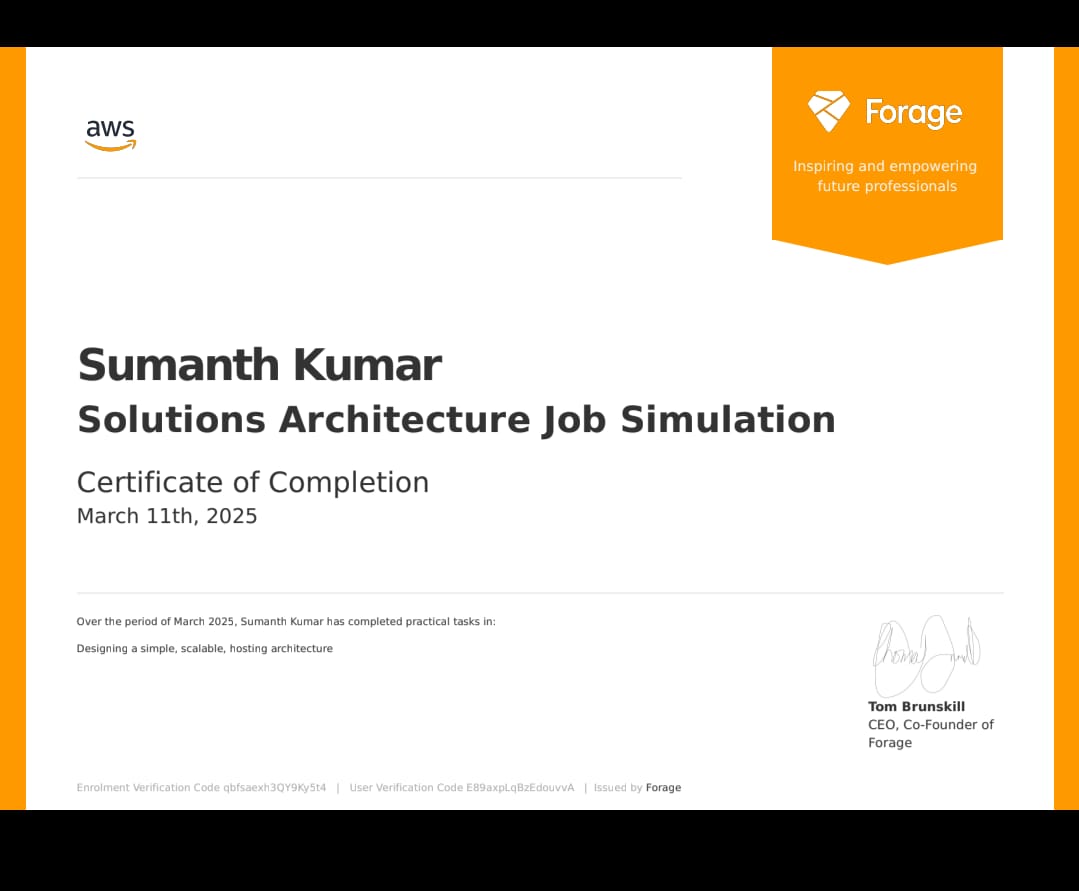 aws
Forage
Inspiring and empowering
future professionals
Sumanth Kumar
Solutions Architecture Job Simulation
Certificate of Completion
March 11th, 2025
Over the period of March 2025, Sumanth Kumar has completed practical tasks in:
Designing a simple, scalable, hosting architecture
Tom Brunskill
CEO, Co-Founder of
Forage
Enrolment Verification Code qbfsaexh3QY9Ky5t4 | User Verification Code E89axpLqBzEdouvvA | Issued by Forage